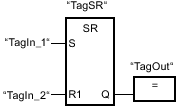 "TagSR"
SR
"TagIn_1"
S
"TagOut"
"TagIn_2"
R1 Q
=